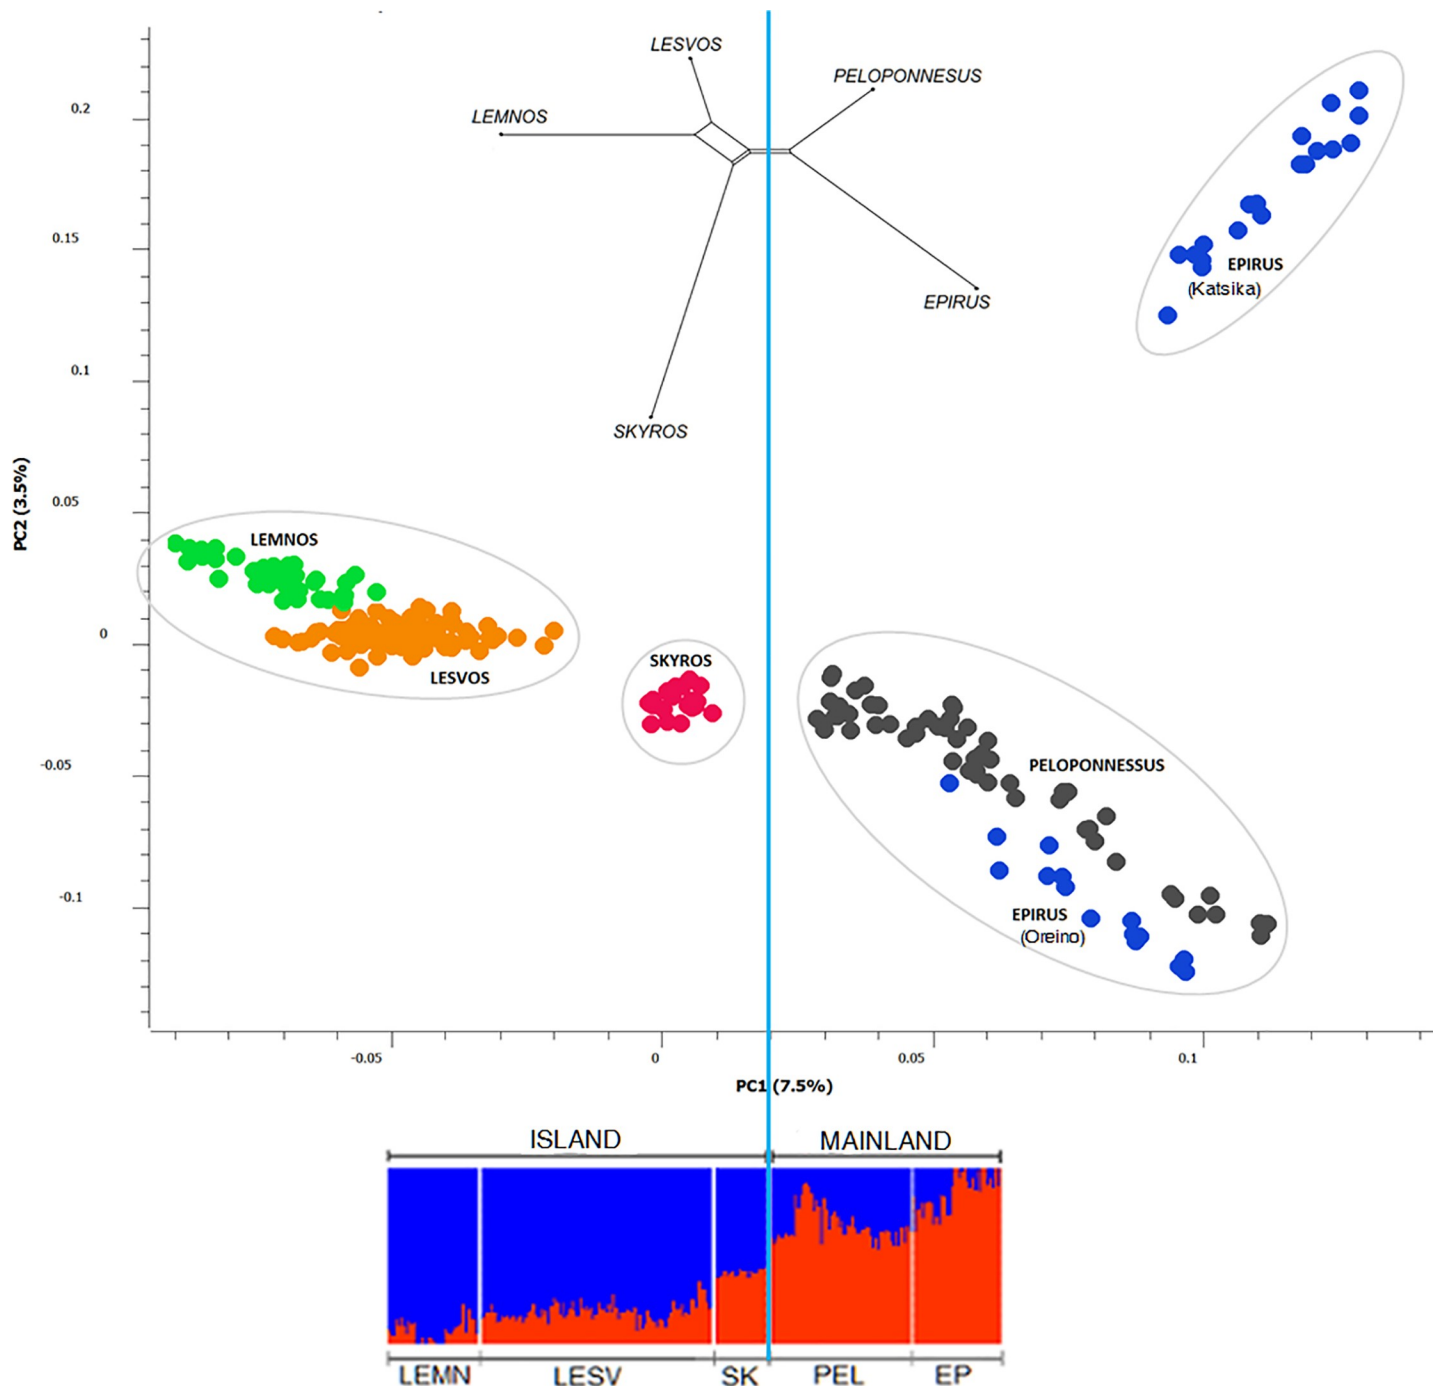 LESVOS
PELOPONNESUS
LEMNOS
EPIRUS
SKYROS
0.2
0.15
0.1
0.05
0
-0.05
-0.1
PC2 (3.5%)
EPIRUS
(Katsika)
LEMNOS
LESVOS
SKYROS
PELOPONNESSUS
EPIRUS
(Oreino)
-0.05
0
0.05
0.1
PC1 (7.5%)
ISLAND
MAINLAND
LEMN
LESV
SK
PEL
EP